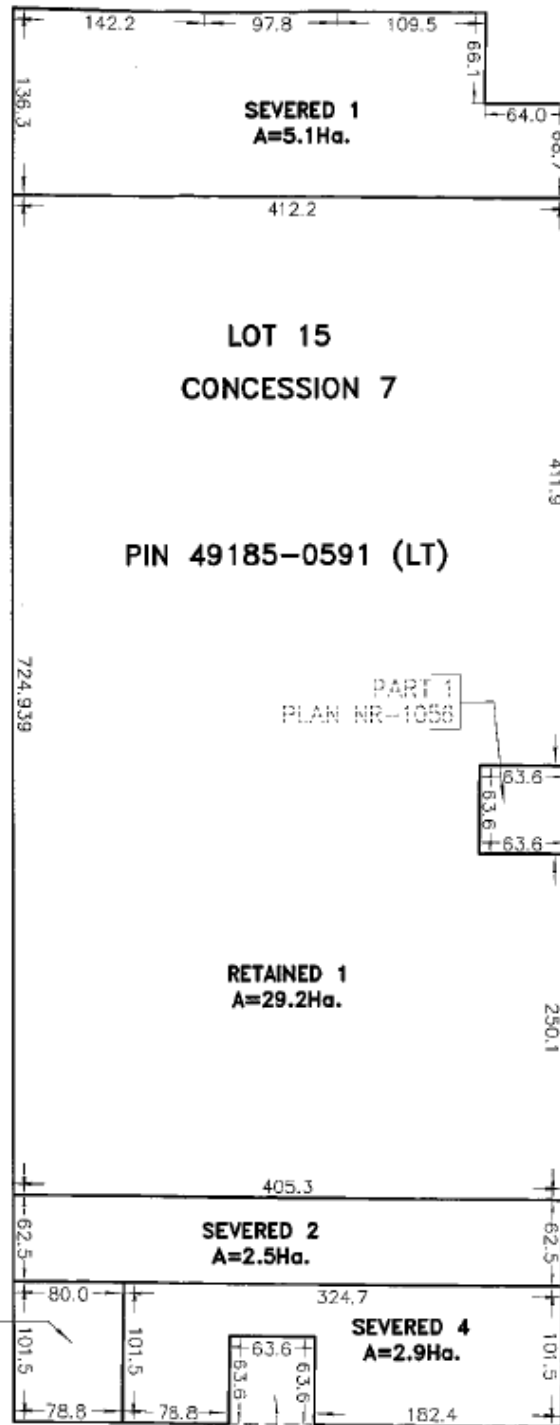 142.2
97.8
109.5
66.1
64.0
136.3
SEVERED 1
A=5.1Ha.
68.7
412.2
LOT 15
CONCESSION 7
411.9
PIN 49185-0591 (LT)
724.939
PART 1
PLAN NR-1056
63.6
63.6
63.6
RETAINED 1
A=29.2Ha.
250.1
405.3
62.5
SEVERED 2
A=2.5Ha.
62.5
80.0
324.7
101.5
101.5
63.6
SEVERED 4
A=2.9Ha.
101.5
63.6
63.6
78.8
78.8
182.4